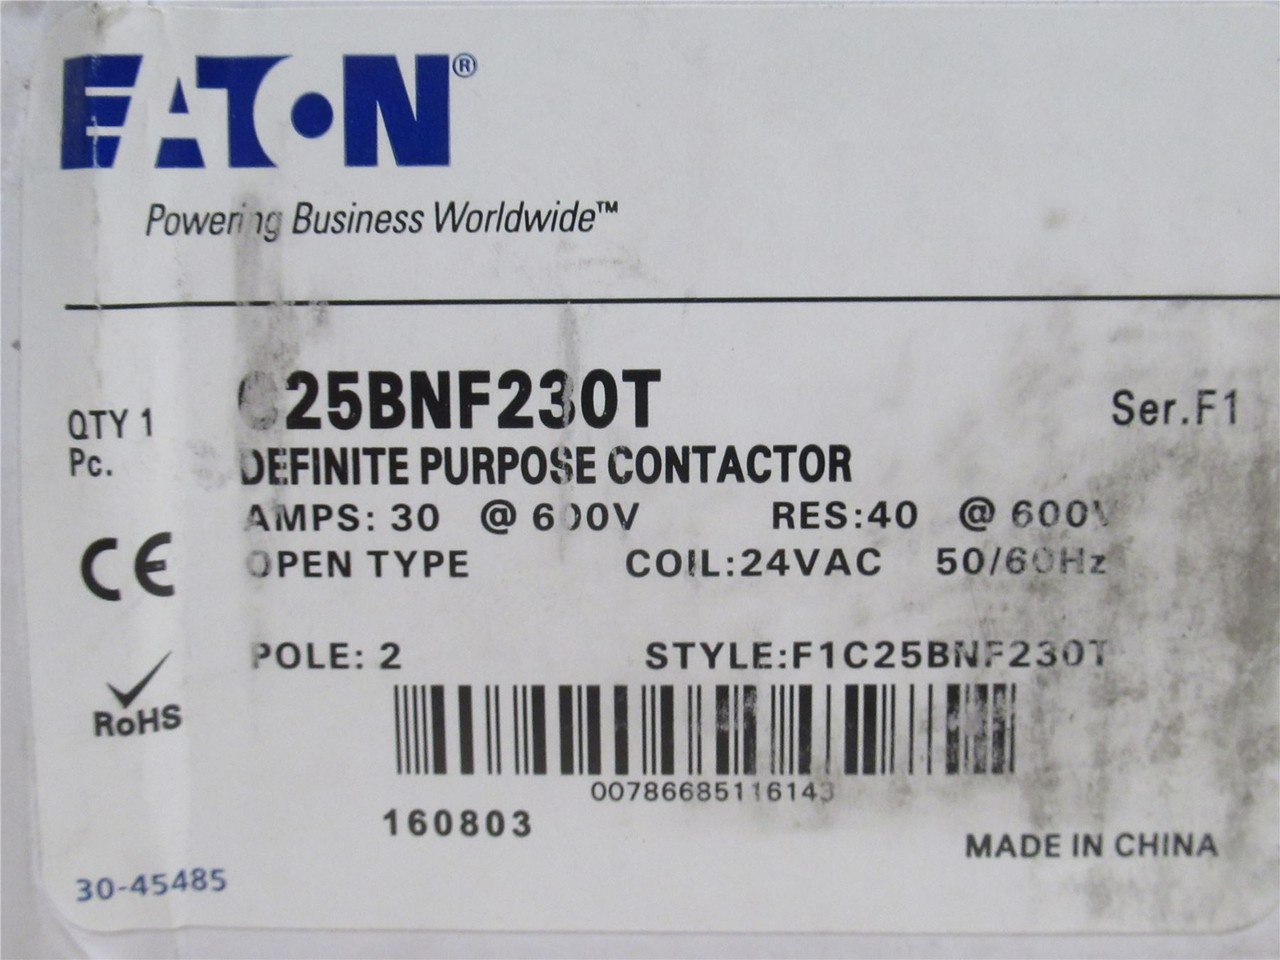 EATON®
Powering Business Worldwide™
QTY 1
Pc.
C25BNF230T
Ser.F1
DEFINITE PURPOSE CONTACTOR
AMPS: 30 @ 600V RES:40 @ 600V
OPEN TYPE COIL:24VAC 50/60Hz
CE
POLE: 2 STYLE:F1C25BNF230T
RoHS
00786685116143
160803
MADE IN CHINA
30-45485